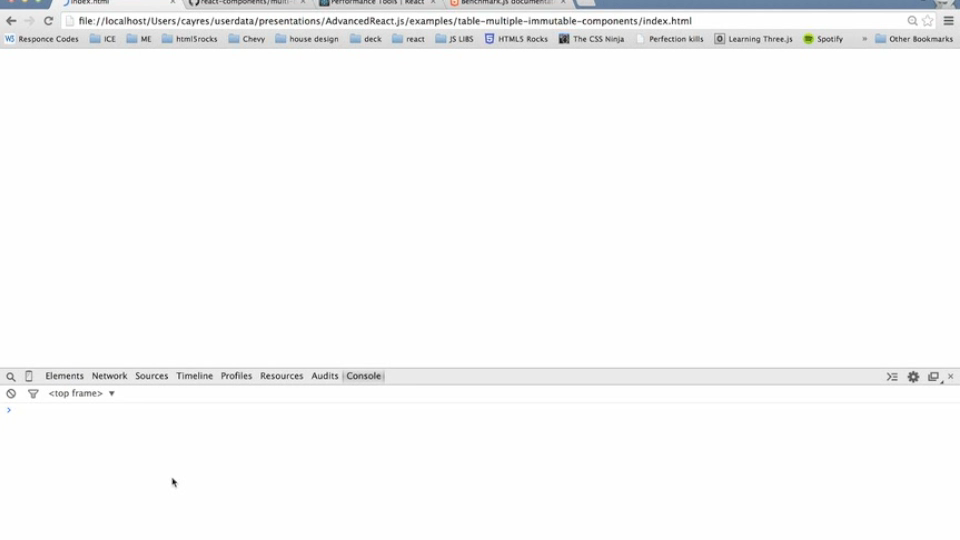 index.html × react-components/multi- × Performance Tools | React × Benchmark.js documenta ×
file://localhost/Users/cayres/userdata/presentations/AdvancedReact.js/examples/table-multiple-immutable-components/index.html
Responce Codes ICE ME html5rocks Chevy house design deck react JS LIBS HTML5 Rocks The CSS Ninja Perfection kills Learning Three.js Spotify » Other Bookmarks
Elements Network Sources Timeline Profiles Resources Audits Console
<top frame> ▼
>